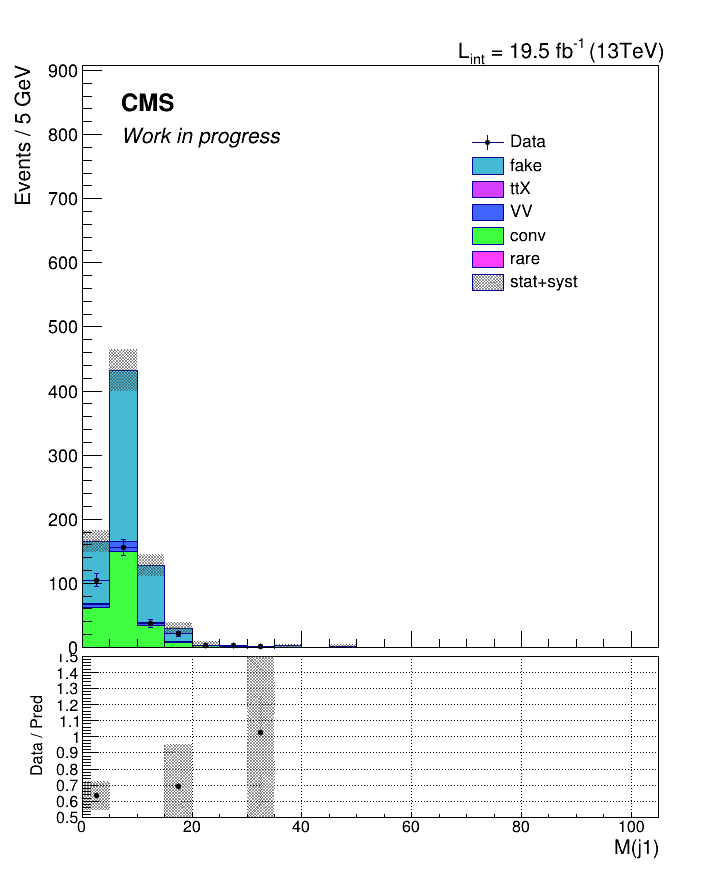 L_int = 19.5 fb^-1 (13TeV)
Events / 5 GeV
900
800
700
600
500
400
300
200
100
0
CMS
Work in progress
Data
fake
ttX
VV
conv
rare
stat+syst
Data / Pred
1.5
1.4
1.3
1.2
1.1
1
0.9
0.8
0.7
0.6
0.5
0 20 40 60 80 100
M(j1)